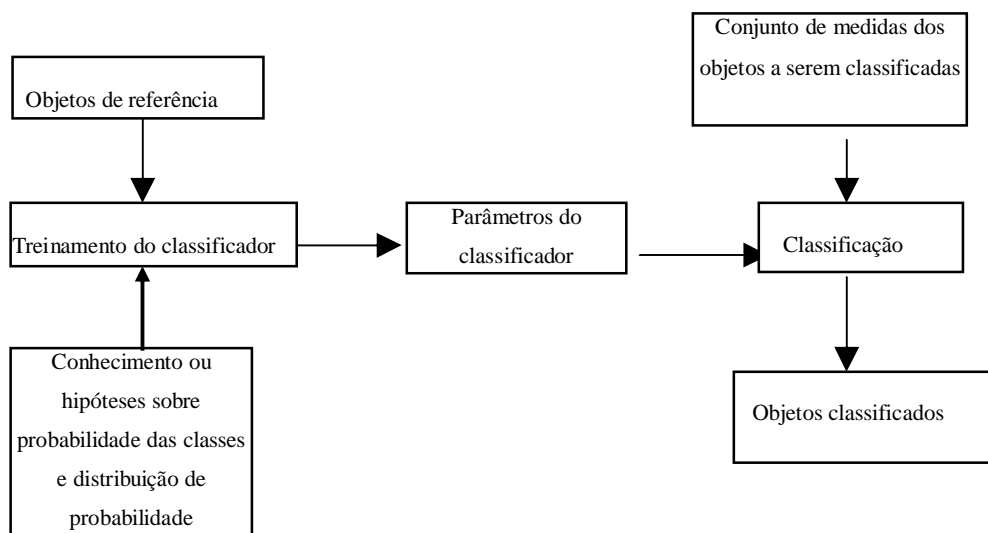 Conjunto de medidas dos
objetos a serem classificadas
Objetos de referência
Treinamento do classificador
Parâmetros do
classificador
Classificação
Conhecimento ou
hipóteses sobre
probabilidade das classes
e distribuição de
probabilidade
Objetos classificados